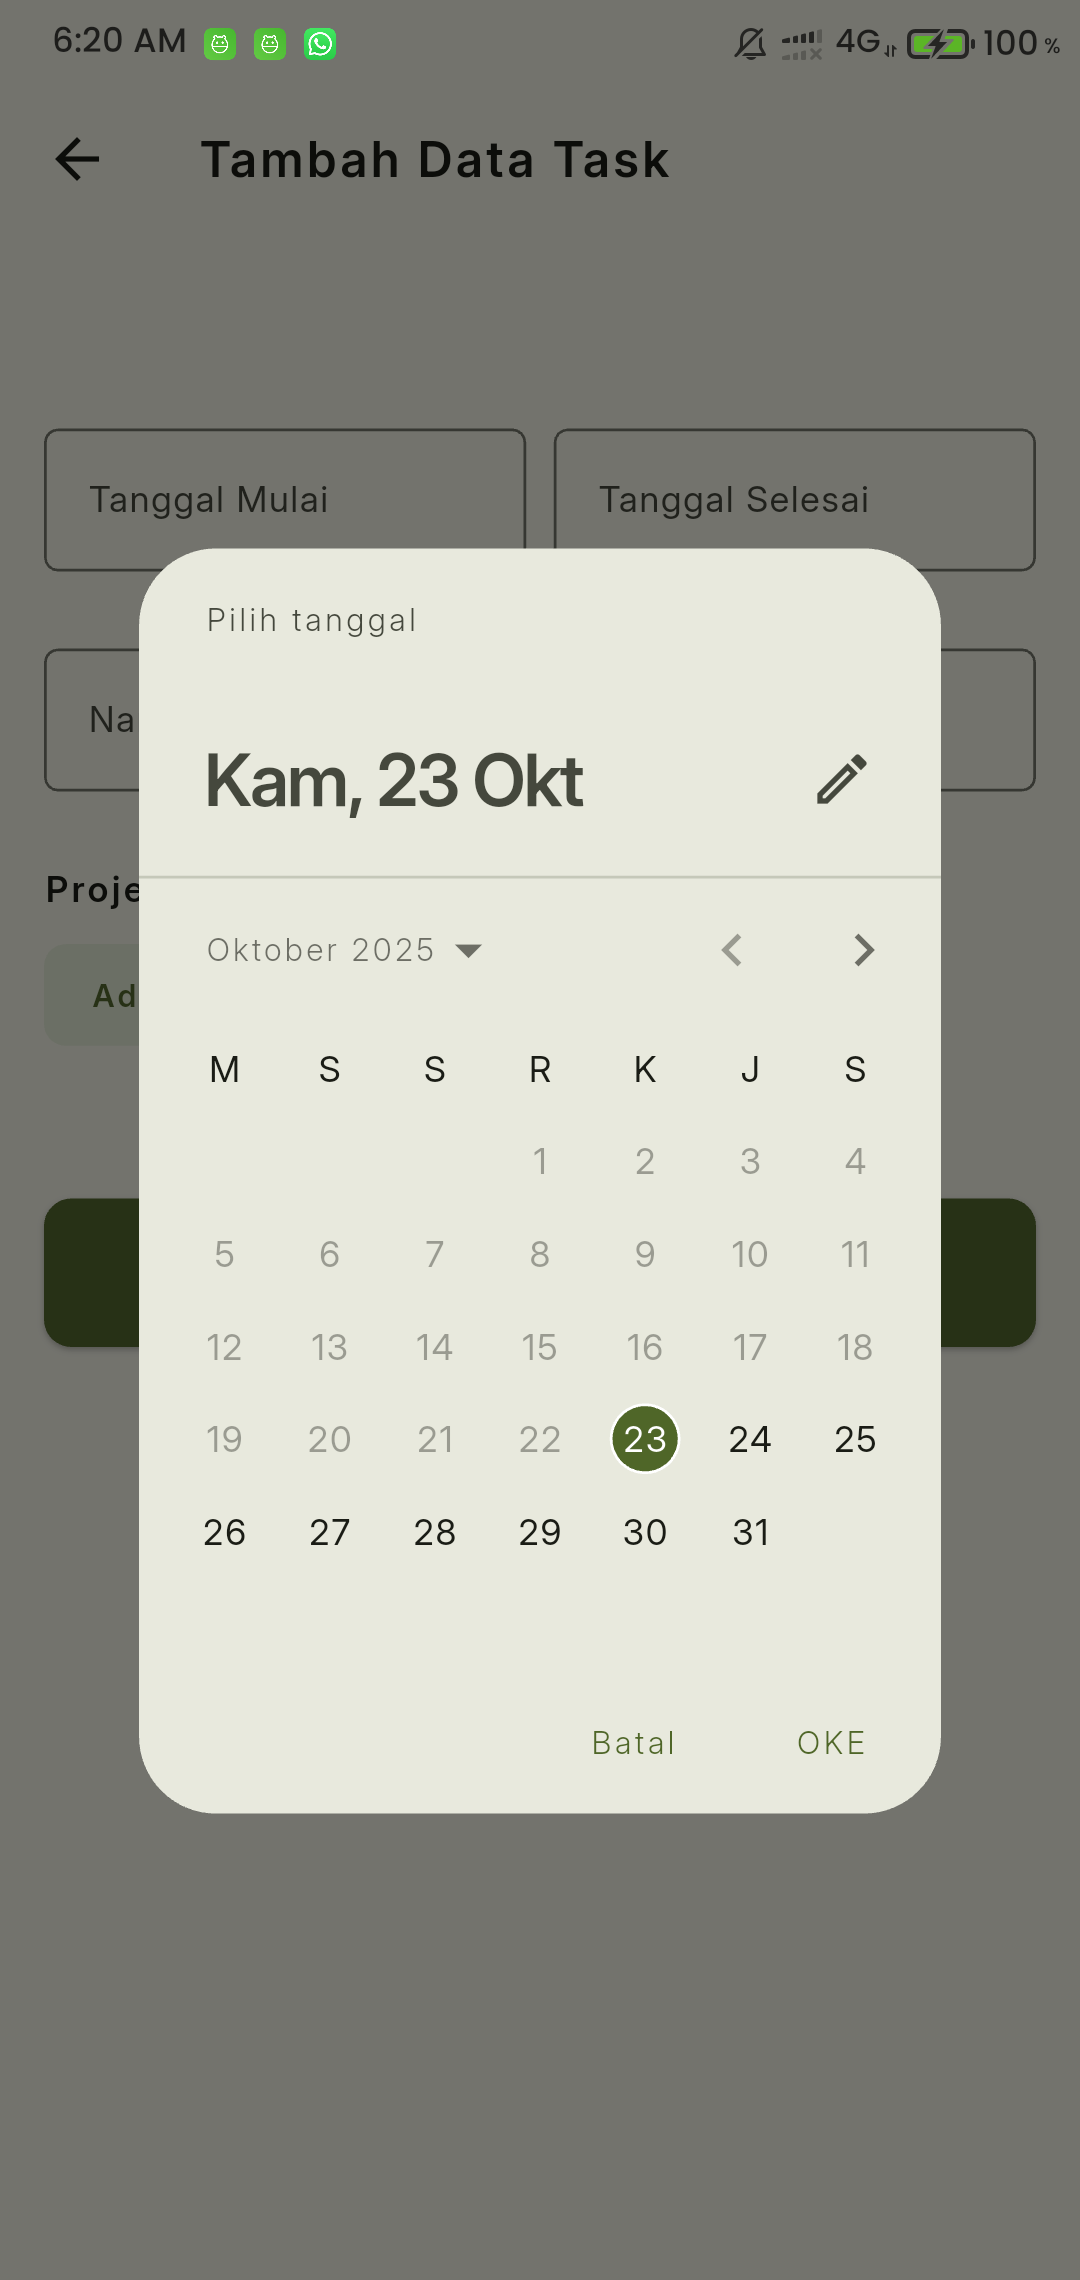 6:20 AM 4G 100 %
Tambah Data Task
Tanggal Mulai Tanggal Selesai
Pilih tanggal
Na
Kam, 23 Okt
Proje
Oktober 2025
Ad
M S S R K J S
1 2 3 4
5 6 7 8 9 10 11
12 13 14 15 16 17 18
19 20 21 22 23 24 25
26 27 28 29 30 31
Batal OKE